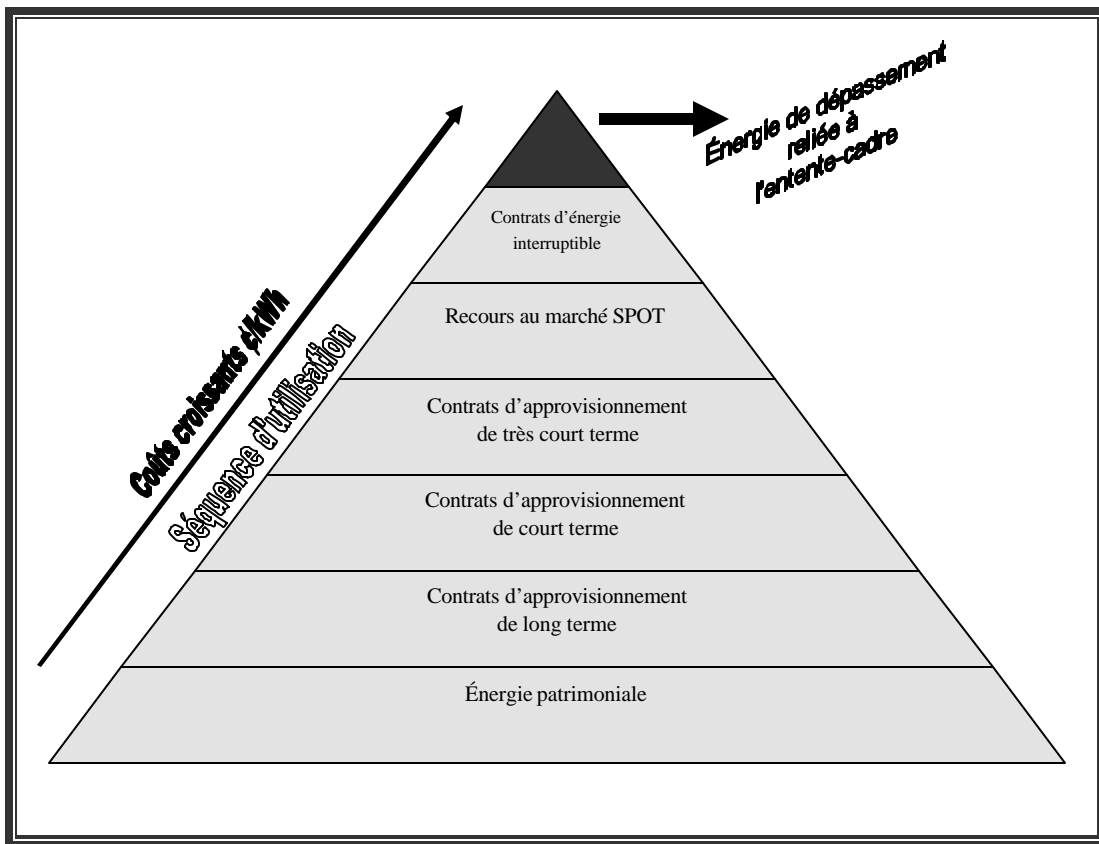 Énergie de dépassement
reliée à
l'entente-cadre
Contrats d’énergie
interruptible
Recours au marché SPOT
Coûts croissants ¢/kWh
Séquence d'utilisation
Contrats d’approvisionnement
de très court terme
Contrats d’approvisionnement
de court terme
Contrats d’approvisionnement
de long terme
Énergie patrimoniale